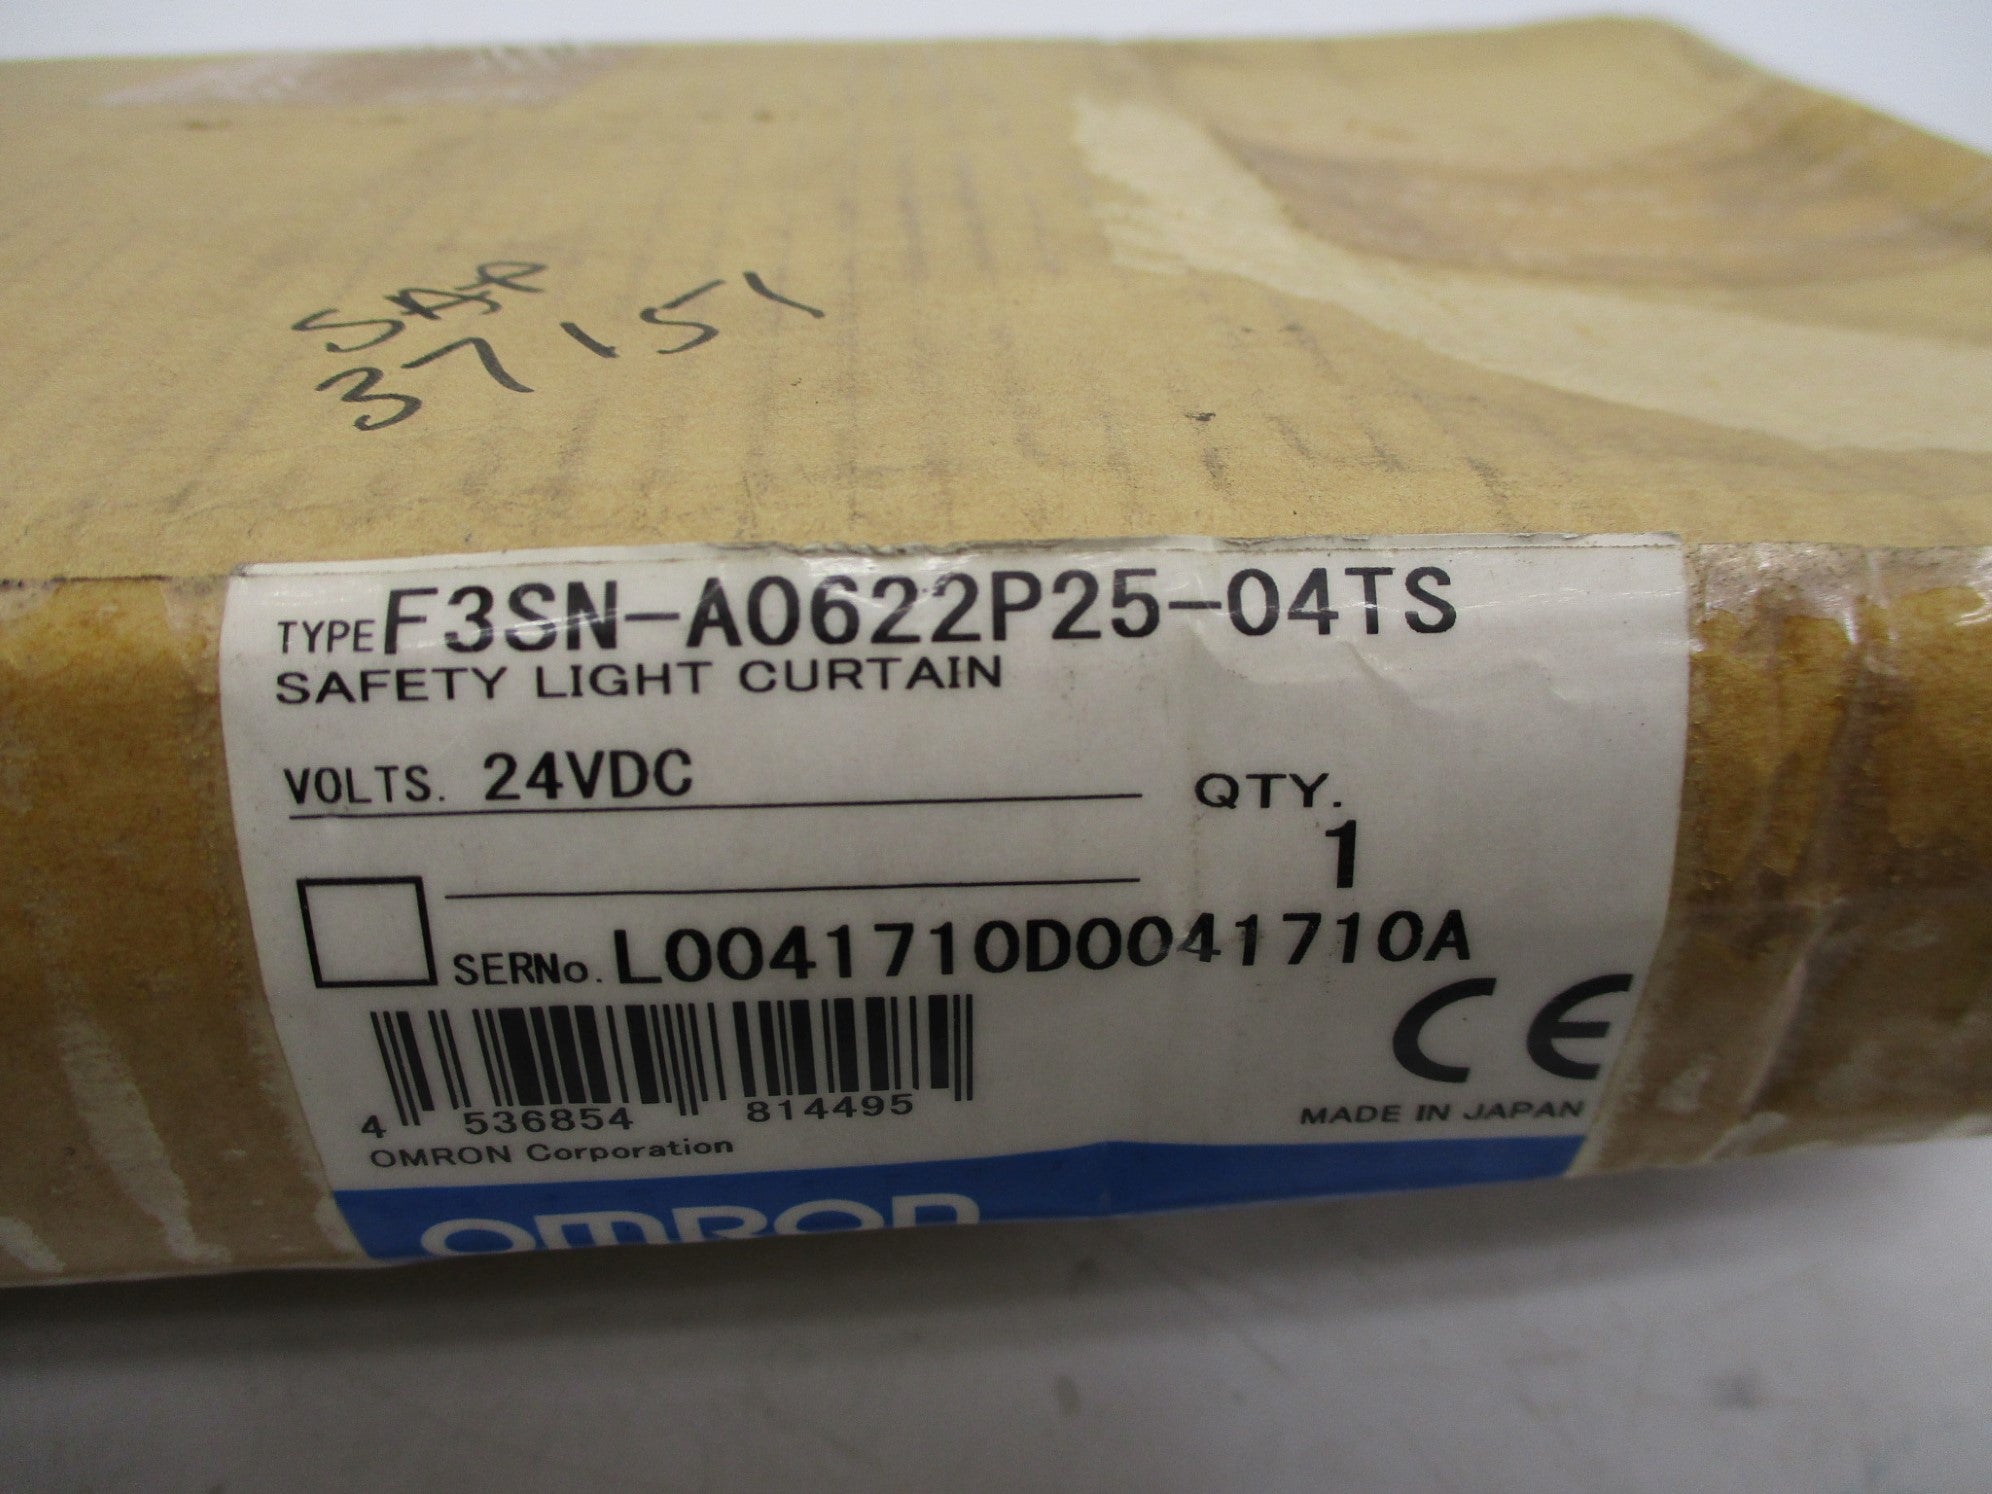 SAP
37151
TYPE F3SN-A0622P25-04TS
SAFETY LIGHT CURTAIN
VOLTS. 24VDC
QTY.
1
SERNo. L0041710D0041710A
CE
4 536854 814495
MADE IN JAPAN
OMRON Corporation
OMRON